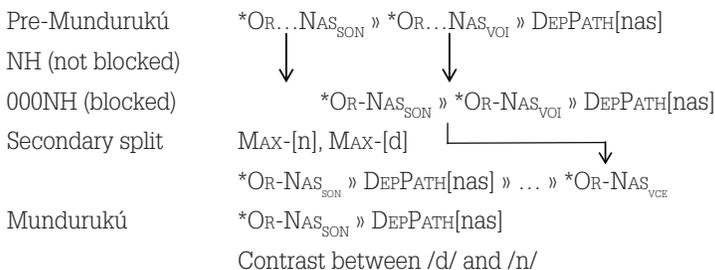 Pre-Mundurukú *OR…NAS_SON » *OR…NAS_VOI » DEPPATH[nas]
NH (not blocked)
000NH (blocked) *OR-NAS_SON » *OR-NAS_VOI » DEPPATH[nas]
Secondary split MAX-[n], MAX-[d]
*OR-NAS_SON » DEPPATH[nas] » … » *OR-NAS_VCE
Mundurukú *OR-NAS_SON » DEPPATH[nas]
Contrast between /d/ and /n/